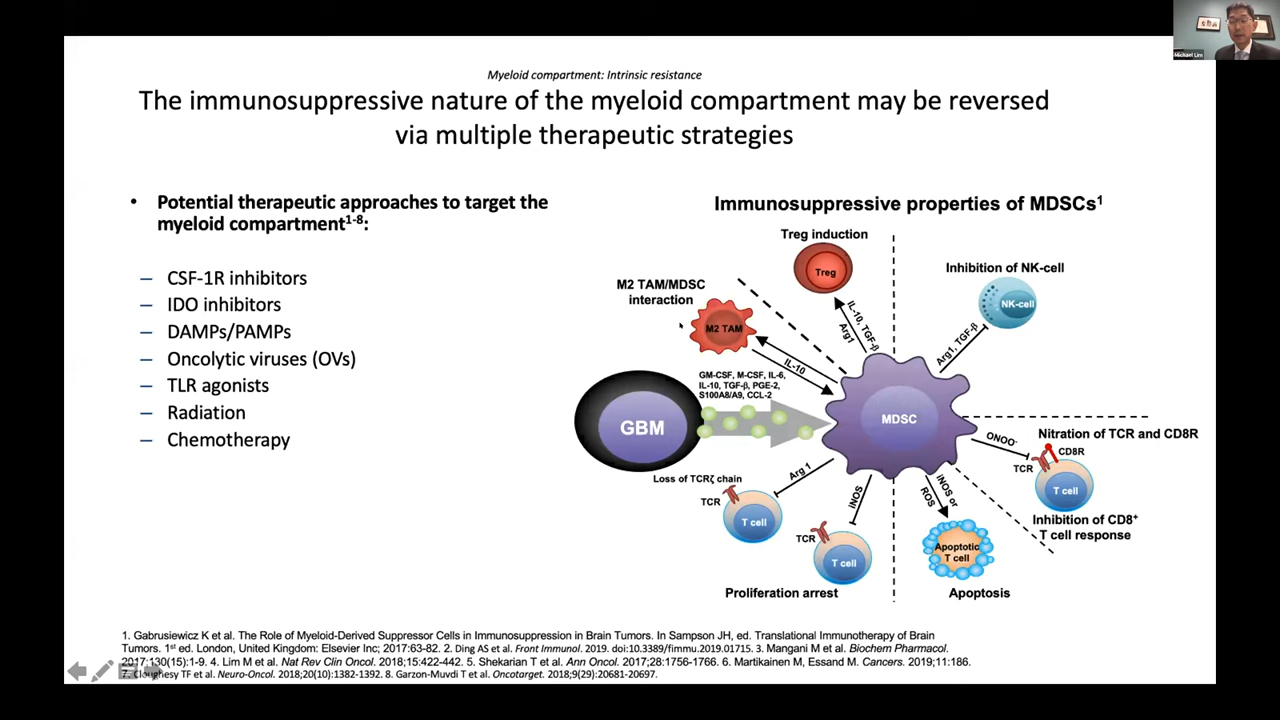 Michael Lim
Myeloid compartment: Intrinsic resistance
The immunosuppressive nature of the myeloid compartment may be reversed
via multiple therapeutic strategies
• Potential therapeutic approaches to target the
myeloid compartment1-8:
– CSF-1R inhibitors
– IDO inhibitors
– DAMPs/PAMPs
– Oncolytic viruses (OVs)
– TLR agonists
– Radiation
– Chemotherapy
Immunosuppressive properties of MDSCs1
Treg induction
Treg
Inhibition of NK-cell
NK-cell
M2 TAM/MDSC
interaction
M2 TAM
IL-10, TGF-β
Arg1
Arg1, TGF-β
IL-10
GM-CSF, M-CSF, IL-6,
IL-10, TGF-β, PGE-2,
S100A8/A9, CCL-2
GBM
MDSC
ONOO-
Nitration of TCR and CD8R
CD8R
TCR
T cell
Inhibition of CD8+
T cell response
Loss of TCRζ chain
TCR
T cell
Arg 1
iNOS
TCR
T cell
Proliferation arrest
iNOS or
ROS
Apoptotic
T cell
Apoptosis
1. Gabrusiewicz K et al. The Role of Myeloid-Derived Suppressor Cells in Immunosuppression in Brain Tumors. In Sampson JH, ed. Translational Immunotherapy of Brain
Tumors. 1st ed. London, United Kingdom: Elsevier Inc; 2017:63-82. 2. Ding AS et al. Front Immunol. 2019. doi:10.3389/fimmu.2019.01715. 3. Mangani M et al. Biochem Pharmacol.
2017;130(15):1-9. 4. Lim M et al. Nat Rev Clin Oncol. 2018;15:422-442. 5. Shekarian T et al. Ann Oncol. 2017;28:1756-1766. 6. Martikainen M, Essand M. Cancers. 2019;11:186.
7. Cloughesy TF et al. Neuro-Oncol. 2018;20(10):1382-1392. 8. Garzon-Muvdi T et al. Oncotarget. 2018;9(29):20681-20697.